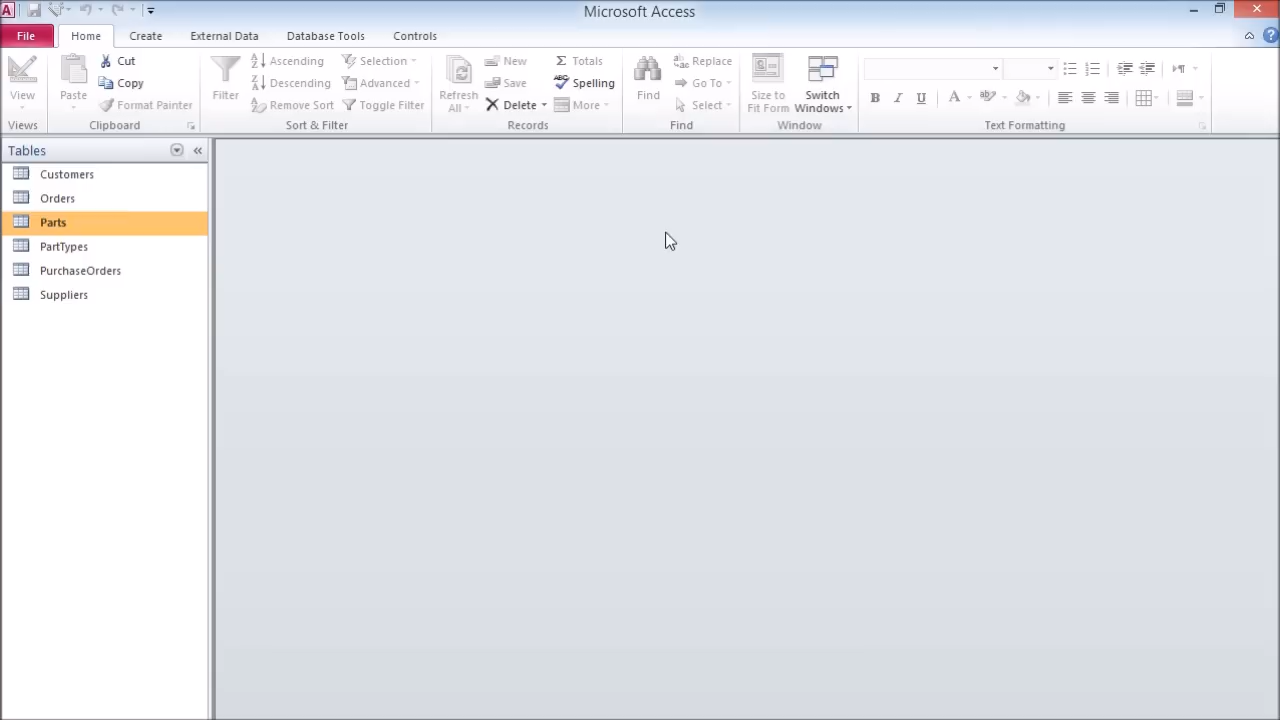 Microsoft Access
File Home Create External Data Database Tools Controls
View
Views
Paste
Cut
Copy
Format Painter
Clipboard
Filter
Ascending
Descending
Remove Sort
Selection
Advanced
Toggle Filter
Sort & Filter
Refresh
All
New
Save
Delete
Totals
Spelling
More
Records
Find
Replace
Go To
Select
Find
Size to
Fit Form
Switch
Windows
Window
B I U A ab
Text Formatting
Tables
Customers
Orders
Parts
PartTypes
PurchaseOrders
Suppliers